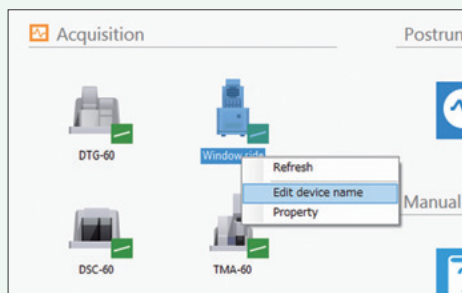 Acquisition
Postrun
DTG-60
Window side
Refresh
Edit device name
Property
Manual
DSC-60
TMA-60